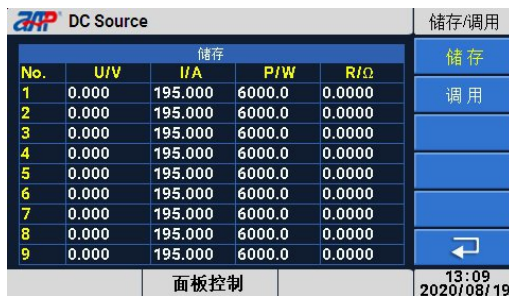 AAP DC Source 储存/调用
储存
No. U/V I/A P/W R/Ω
1 0.000 195.000 6000.0 0.0000
2 0.000 195.000 6000.0 0.0000
3 0.000 195.000 6000.0 0.0000
4 0.000 195.000 6000.0 0.0000
5 0.000 195.000 6000.0 0.0000
6 0.000 195.000 6000.0 0.0000
7 0.000 195.000 6000.0 0.0000
8 0.000 195.000 6000.0 0.0000
9 0.000 195.000 6000.0 0.0000
储存
调用
面板控制
13:09
2020/08/19